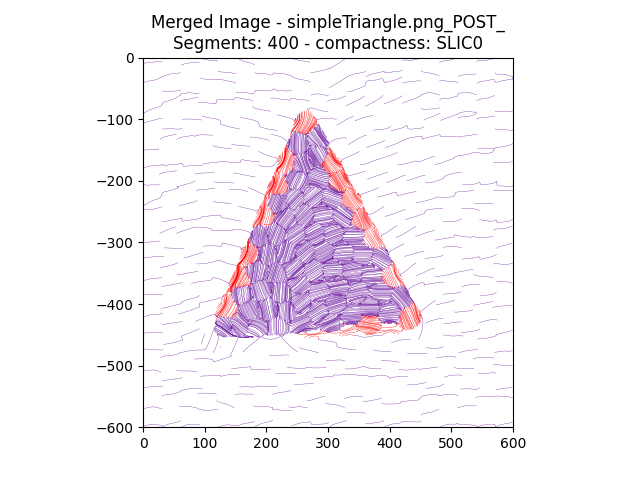 Merged Image - simpleTriangle.png_POST_
Segments: 400 - compactness: SLIC0
0
−100
−200
−300
−400
−500
−600
0 100 200 300 400 500 600